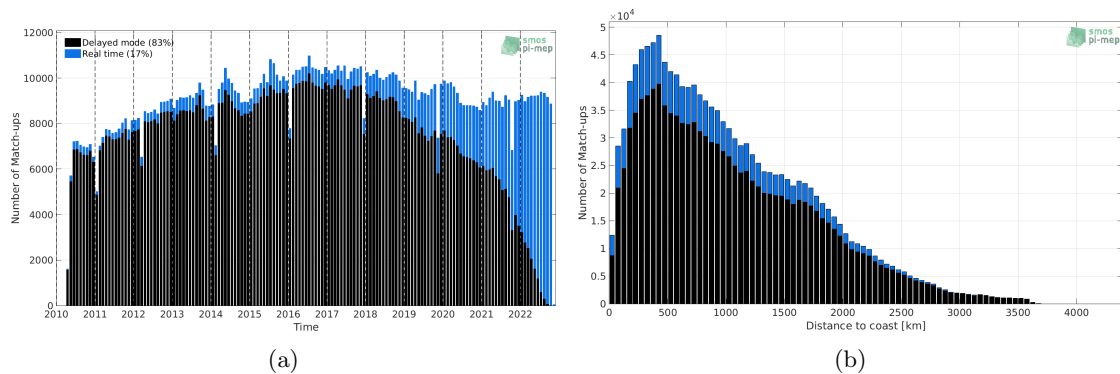 12000
10000
8000
6000
4000
2000
0
Number of Match-ups
Delayed mode (83%)
Real time (17%)
smos
pi-mep
2010 2011 2012 2013 2014 2015 2016 2017 2018 2019 2020 2021 2022
Time
(a)
×10⁴
5
4.5
4
3.5
3
2.5
2
1.5
1
0.5
0
Number of Match-ups
smos
pi-mep
0 500 1000 1500 2000 2500 3000 3500 4000
Distance to coast [km]
(b)